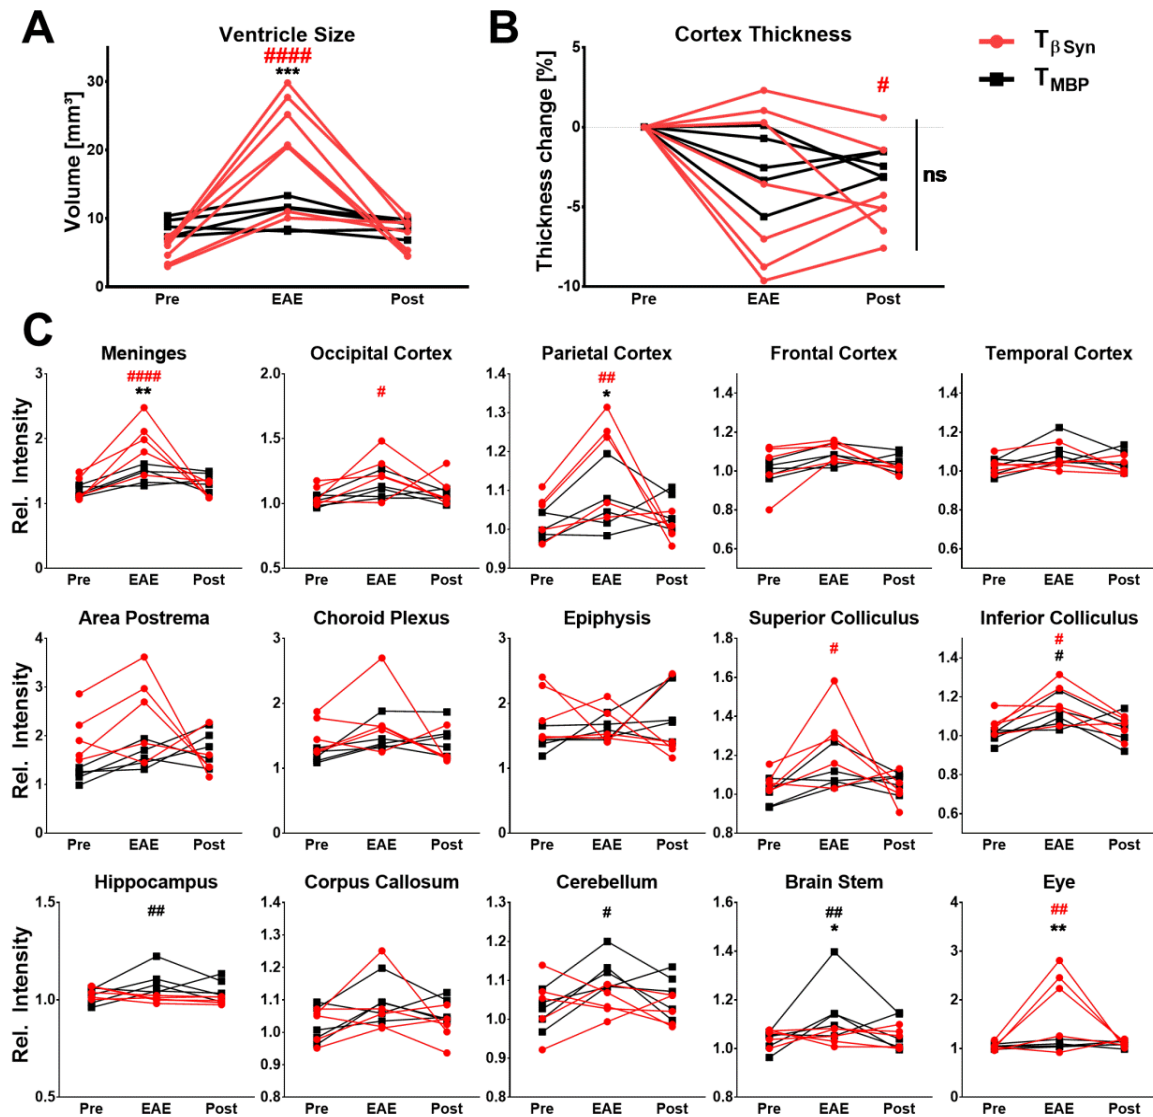 A
Ventricle Size
####
***
Volume [mm³]
30
20
10
0
Pre EAE Post
B
Cortex Thickness
#
Thickness change [%]
5
0
-5
-10
ns
Pre EAE Post
TβSyn
TMBP
C
Meninges
####
**
Rel. Intensity
3
2
1
0
Pre EAE Post
Occipital Cortex
#
2.0
1.5
1.0
0.5
Pre EAE Post
Parietal Cortex
##
*
1.4
1.3
1.2
1.1
1.0
0.9
Pre EAE Post
Frontal Cortex
1.4
1.2
1.0
0.8
0.6
Pre EAE Post
Temporal Cortex
1.4
1.2
1.0
0.8
0.6
Pre EAE Post
Area Postrema
Rel. Intensity
4
3
2
1
0
Pre EAE Post
Choroid Plexus
3
2
1
0
Pre EAE Post
Epiphysis
3
2
1
0
Pre EAE Post
Superior Colliculus
#
1.8
1.6
1.4
1.2
1.0
0.8
Pre EAE Post
Inferior Colliculus
#
#
1.4
1.2
1.0
0.8
0.6
Pre EAE Post
Hippocampus
##
Rel. Intensity
1.5
1.0
0.5
Pre EAE Post
Corpus Callosum
1.4
1.3
1.2
1.1
1.0
0.9
0.8
Pre EAE Post
Cerebellum
#
1.3
1.2
1.1
1.0
0.9
0.8
Pre EAE Post
Brain Stem
##
*
1.6
1.4
1.2
1.0
0.8
Pre EAE Post
Eye
##
**
4
3
2
1
0
Pre EAE Post